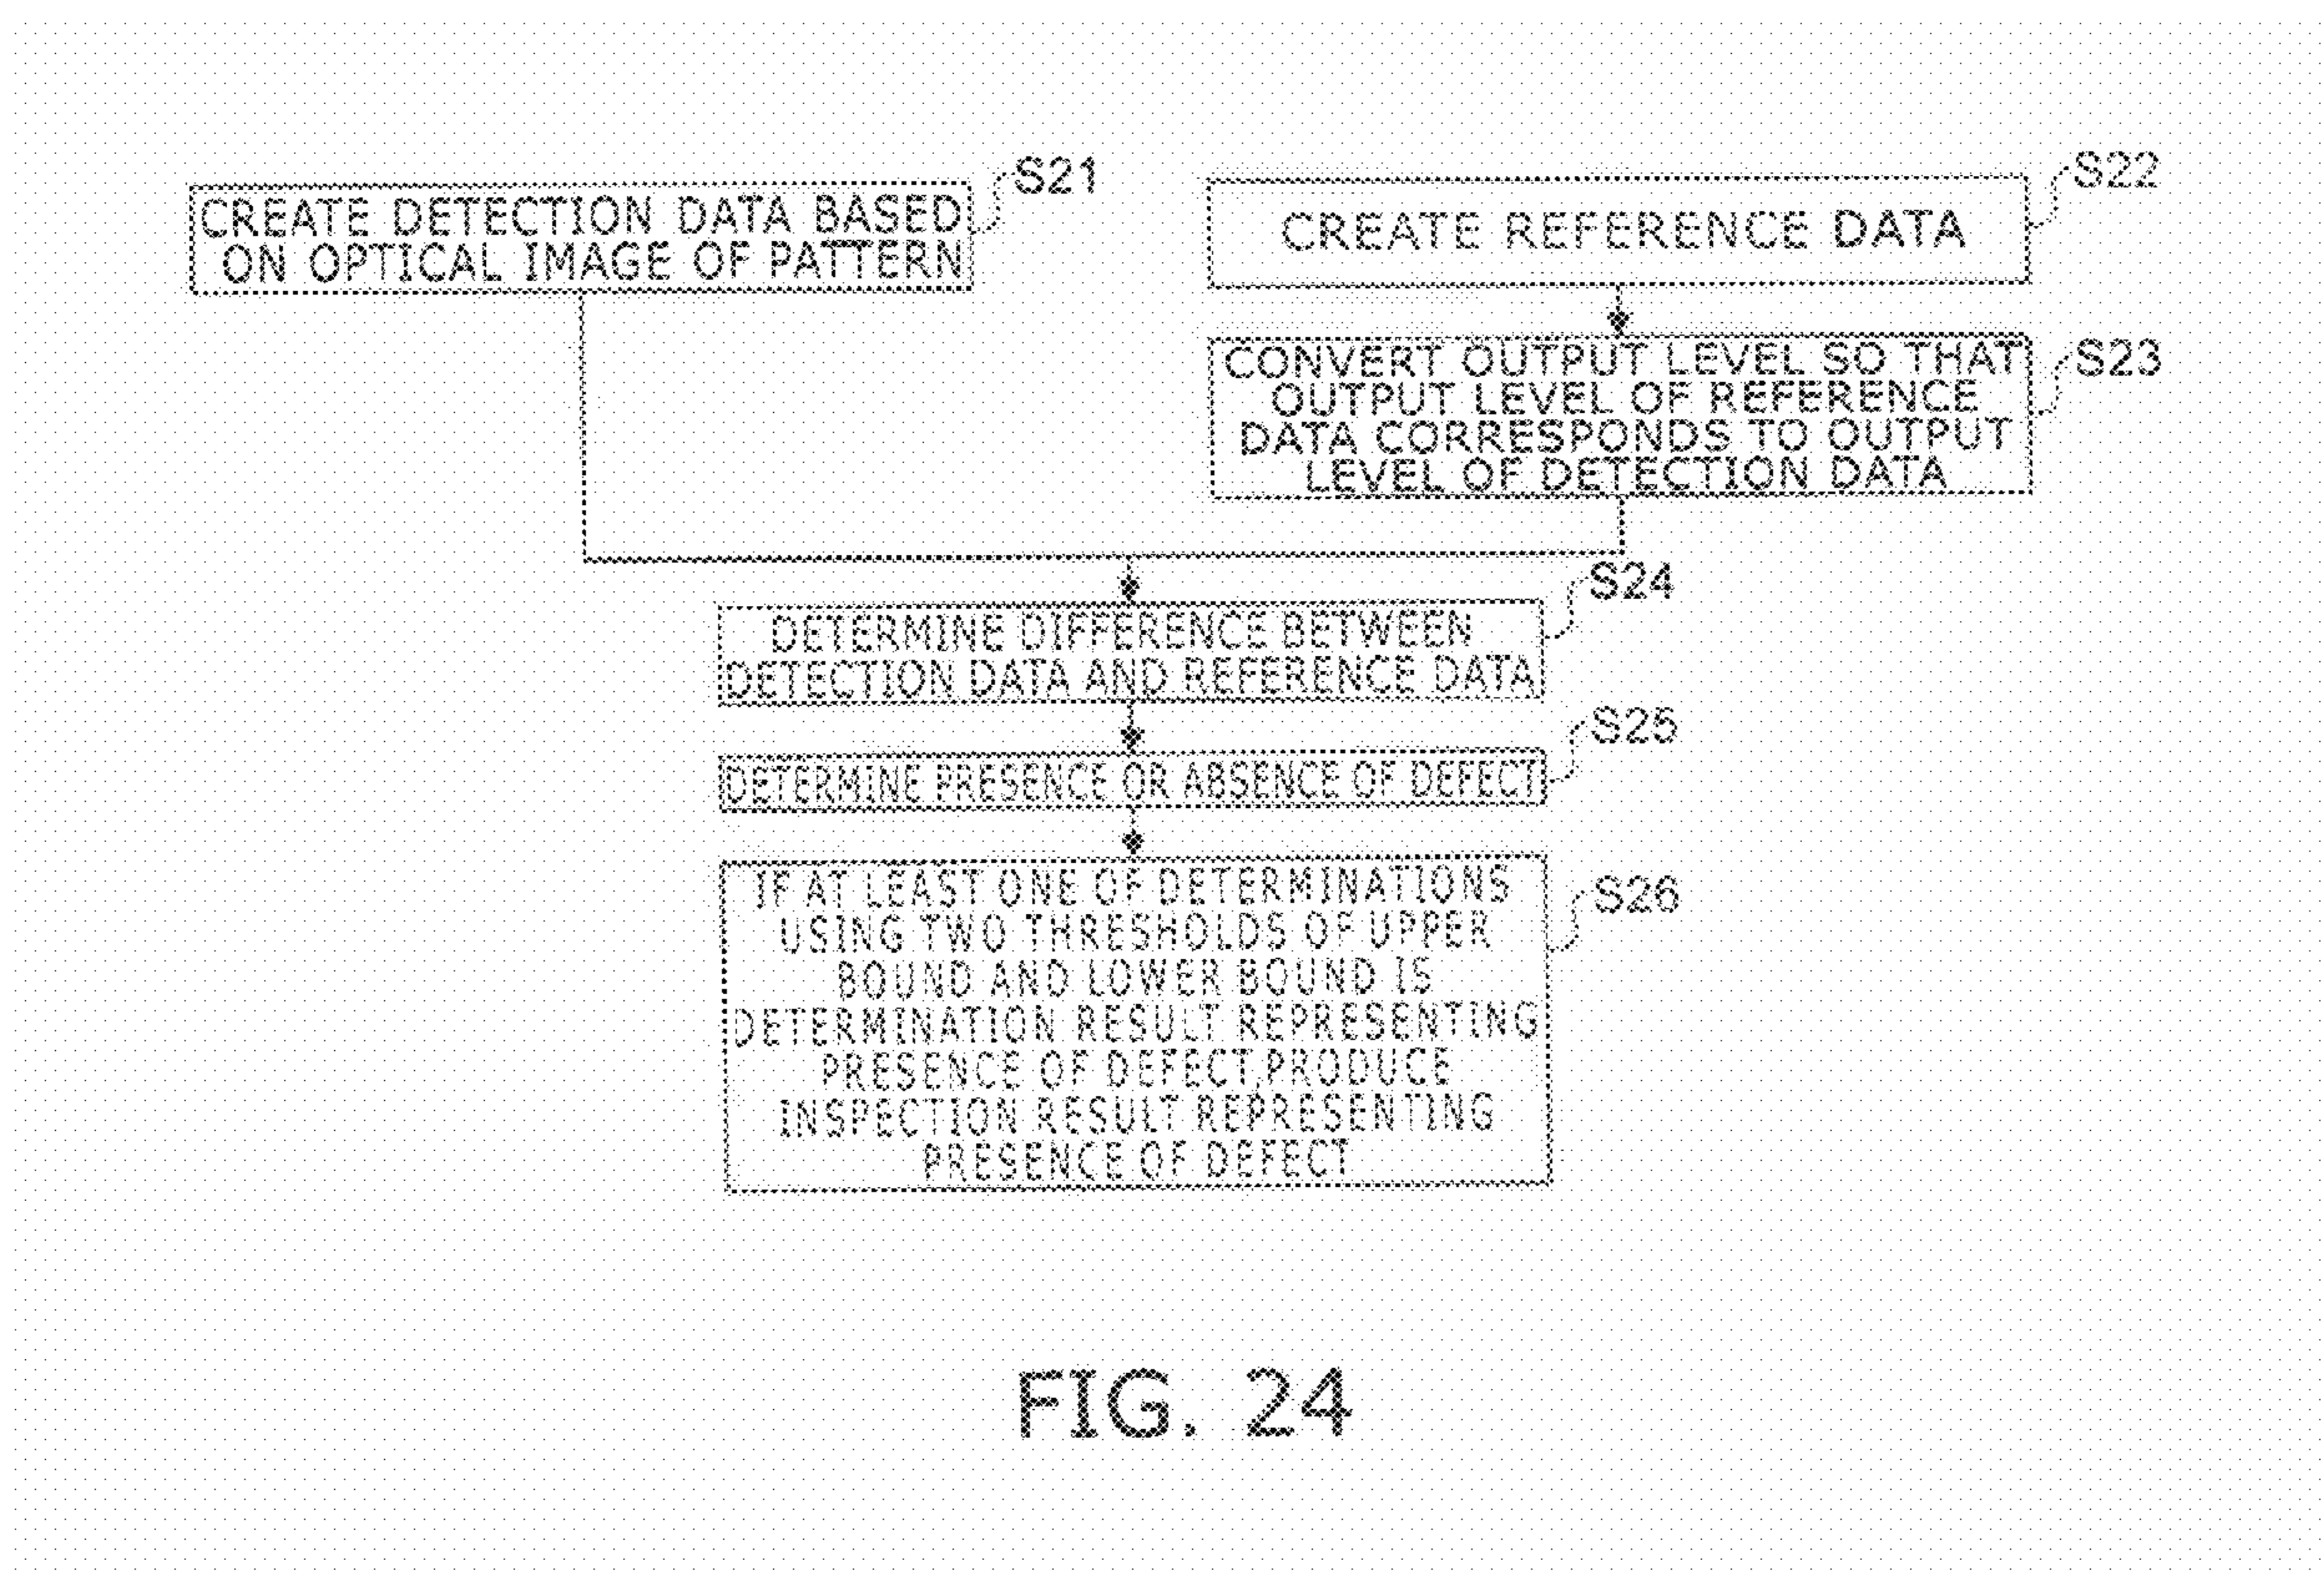 S21
CREATE DETECTION DATA BASED
ON OPTICAL IMAGE OF PATTERN
S22
CREATE REFERENCE DATA
S23
CONVERT OUTPUT LEVEL SO THAT
OUTPUT LEVEL OF REFERENCE
DATA CORRESPONDS TO OUTPUT
LEVEL OF DETECTION DATA
S24
DETERMINE DIFFERENCE BETWEEN
DETECTION DATA AND REFERENCE DATA
S25
DETERMINE PRESENCE OR ABSENCE OF DEFECT
S26
IF AT LEAST ONE OF DETERMINATIONS
USING TWO THRESHOLDS OF UPPER
BOUND AND LOWER BOUND IS
DETERMINATION RESULT REPRESENTING
PRESENCE OF DEFECT,PRODUCE
INSPECTION RESULT REPRESENTING
PRESENCE OF DEFECT
FIG. 24